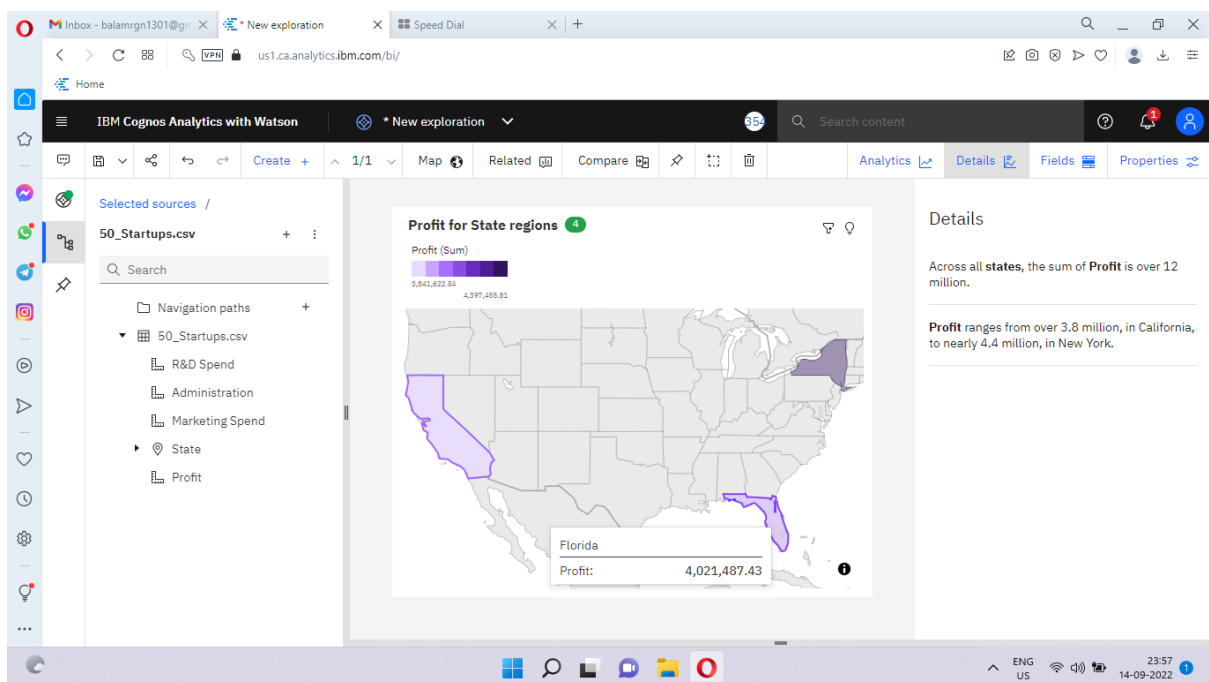 Inbox - balamrgn1301@gm
* New exploration
Speed Dial
VPN
us1.ca.analytics.ibm.com/bi/
Home
IBM Cognos Analytics with Watson
* New exploration
354
Search content
1
Create +
1/1
Map
Related
Compare
Analytics
Details
Fields
Properties
Selected sources /
50_Startups.csv
Search
Navigation paths
50_Startups.csv
R&D Spend
Administration
Marketing Spend
State
Profit
Profit for State regions 4
Profit (Sum)
3,841,622.84
4,397,488.81
Florida
Profit: 4,021,487.43
Details
Across all states, the sum of Profit is over 12
million.
Profit ranges from over 3.8 million, in California,
to nearly 4.4 million, in New York.
ENG
US
23:57
14-09-2022
1